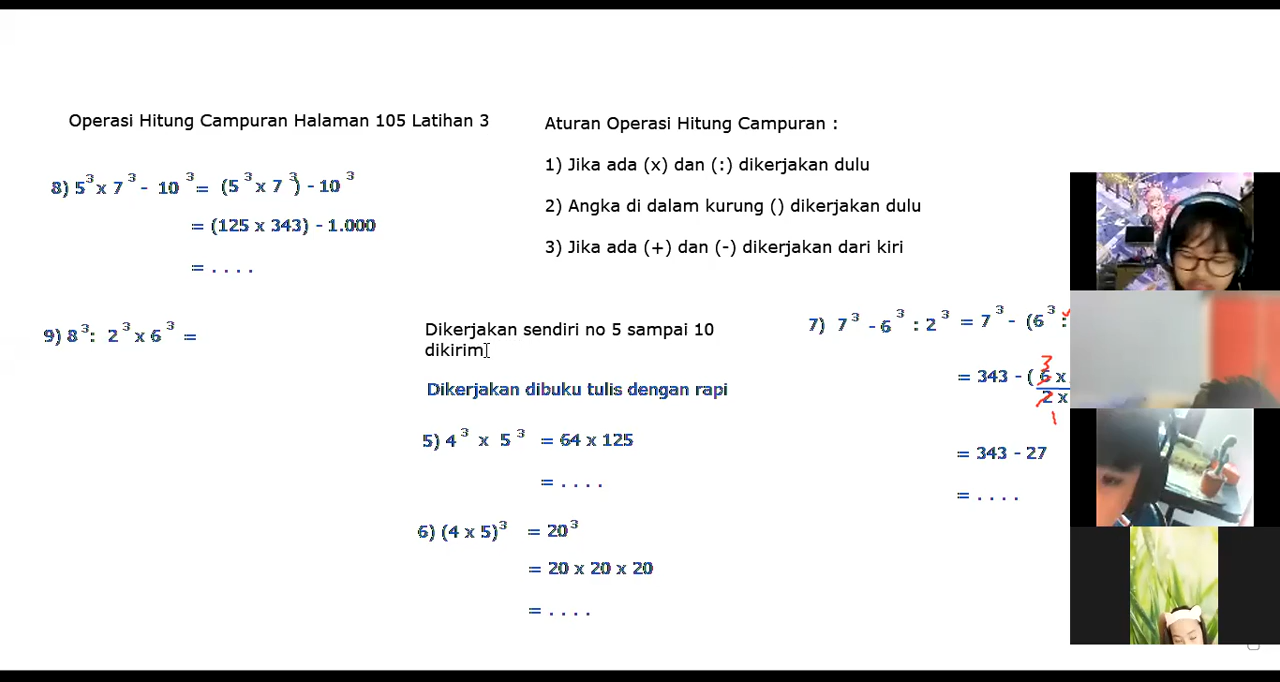 Operasi Hitung Campuran Halaman 105 Latihan 3
8) 5³ x 7³ - 10³ = (5³ x 7³) - 10³
= (125 x 343) - 1.000
= . . . .
9) 8³ : 2³ x 6³ =
Aturan Operasi Hitung Campuran :
1) Jika ada (x) dan (:) dikerjakan dulu
2) Angka di dalam kurung () dikerjakan dulu
3) Jika ada (+) dan (-) dikerjakan dari kiri
Dikerjakan sendiri no 5 sampai 10
dikirim
Dikerjakan dibuku tulis dengan rapi
5) 4³ x 5³ = 64 x 125
= . . . .
6) (4 x 5)³ = 20³
= 20 x 20 x 20
= . . . .
7) 7³ - 6³ : 2³ = 7³ - (6³ :
3
= 343 - ( 6 x
2 x
1
= 343 - 27
= . . . .